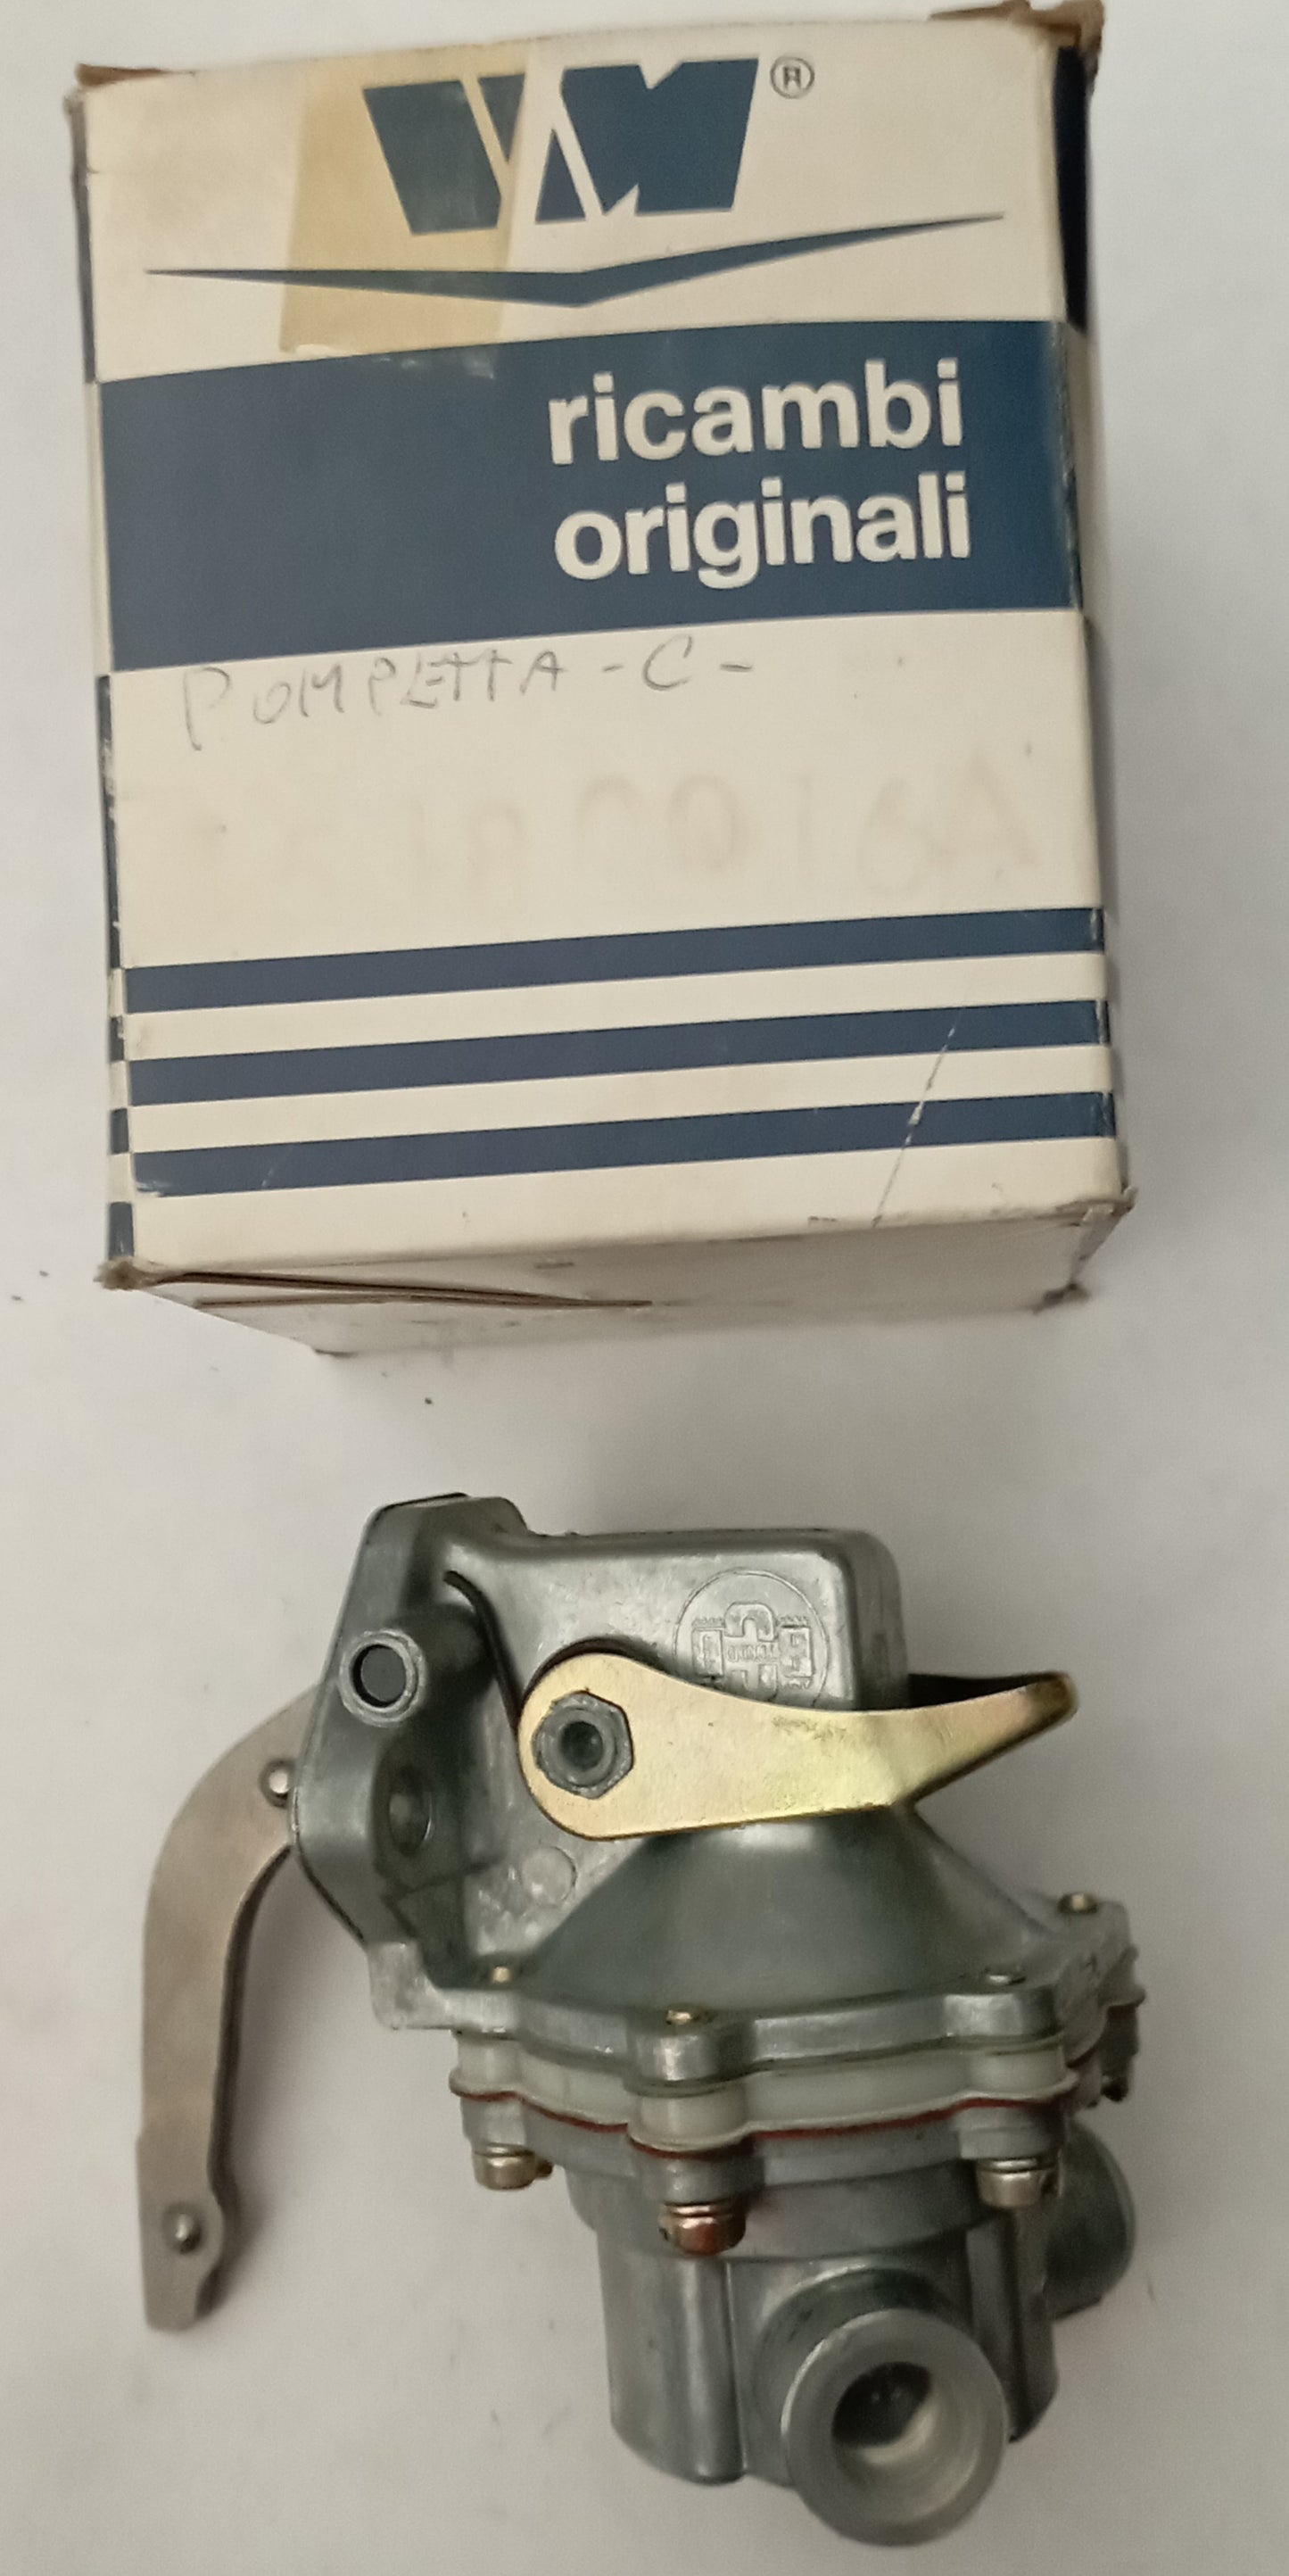 VM®
ricambi
originali
POMPETTA - C -